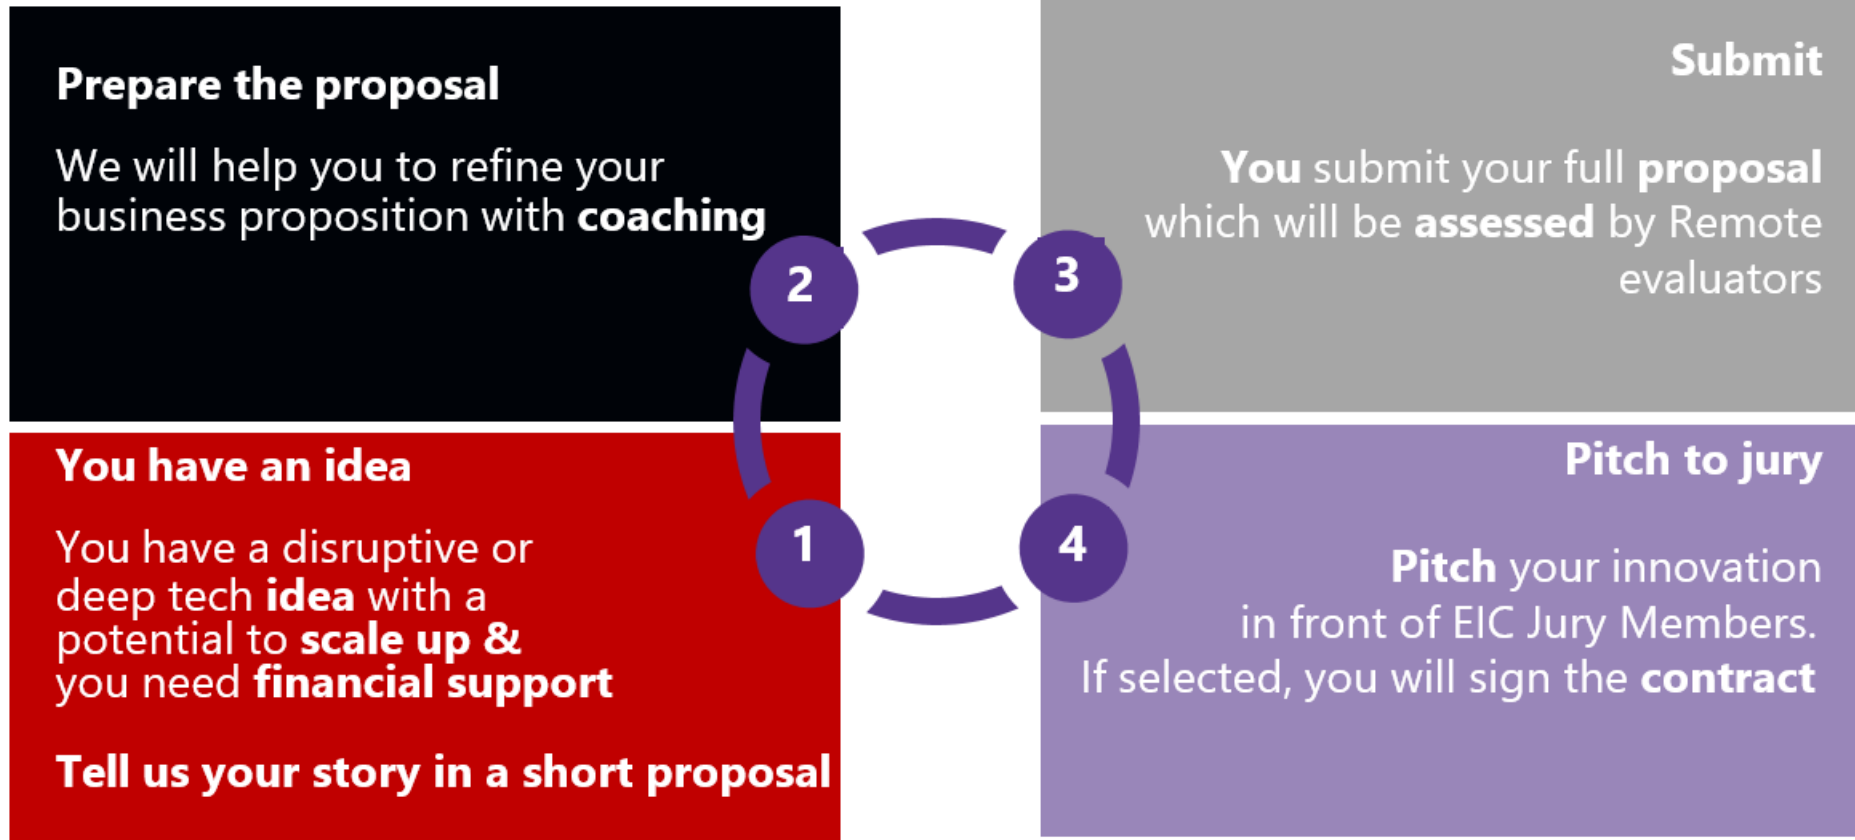 Prepare the proposal
We will help you to refine your
business proposition with coaching
2
Submit
You submit your full proposal
which will be assessed by Remote
evaluators
3
You have an idea
You have a disruptive or
deep tech idea with a
potential to scale up &
you need financial support
Tell us your story in a short proposal
1
Pitch to jury
Pitch your innovation
in front of EIC Jury Members.
If selected, you will sign the contract
4